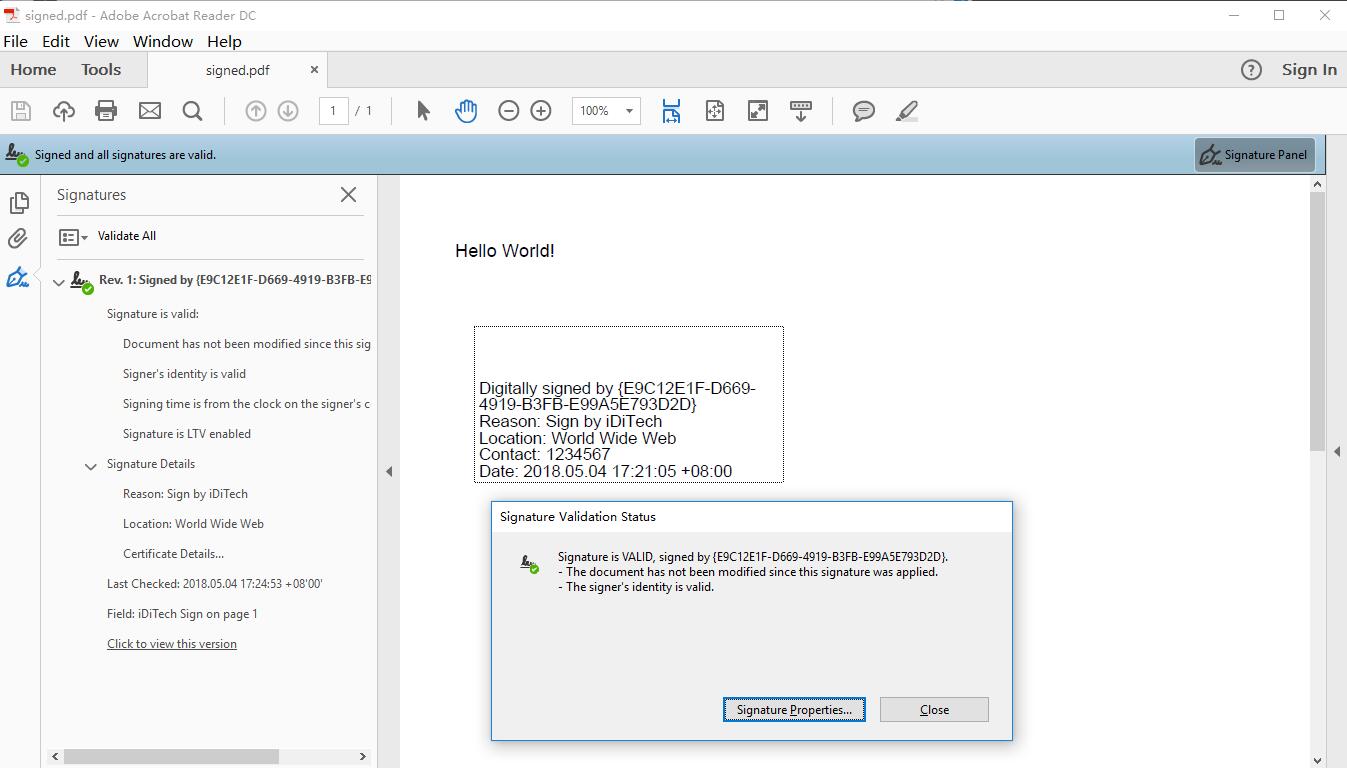 signed.pdf - Adobe Acrobat Reader DC
File Edit View Window Help
Home Tools signed.pdf × ? Sign In
1 / 1 100%
Signed and all signatures are valid.
Signature Panel
Signatures
Validate All
Rev. 1: Signed by {E9C12E1F-D669-4919-B3FB-E9
Signature is valid:
Document has not been modified since this sig
Signer's identity is valid
Signing time is from the clock on the signer's c
Signature is LTV enabled
Signature Details
Reason: Sign by iDiTech
Location: World Wide Web
Certificate Details...
Last Checked: 2018.05.04 17:24:53 +08'00'
Field: iDiTech Sign on page 1
Click to view this version
Hello World!
Digitally signed by {E9C12E1F-D669-
4919-B3FB-E99A5E793D2D}
Reason: Sign by iDiTech
Location: World Wide Web
Contact: 1234567
Date: 2018.05.04 17:21:05 +08:00
Signature Validation Status
Signature is VALID, signed by {E9C12E1F-D669-4919-B3FB-E99A5E793D2D}.
- The document has not been modified since this signature was applied.
- The signer's identity is valid.
Signature Properties... Close